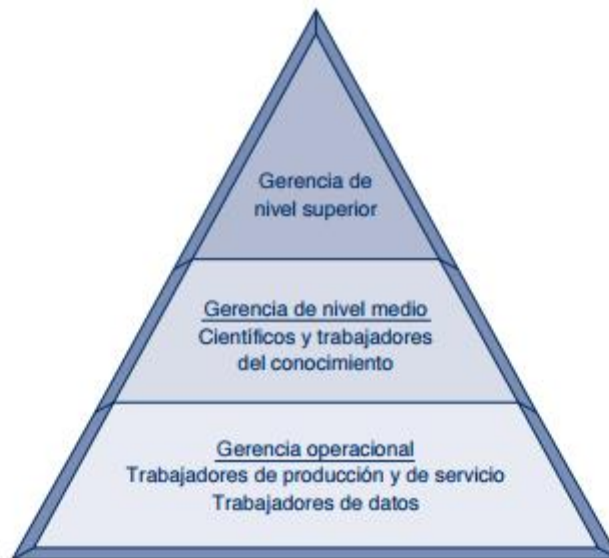 Gerencia de
nivel superior
Gerencia de nivel medio
Científicos y trabajadores
del conocimiento
Gerencia operacional
Trabajadores de producción y de servicio
Trabajadores de datos